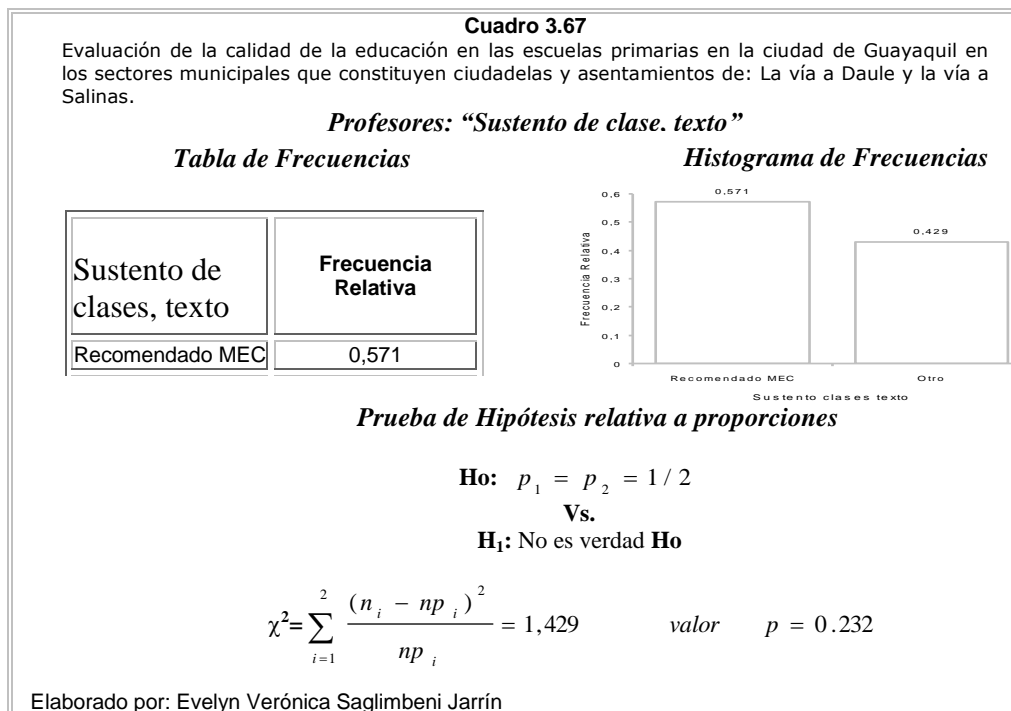 Cuadro 3.67
Evaluación de la calidad de la educación en las escuelas primarias en la ciudad de Guayaquil en
los sectores municipales que constituyen ciudadelas y asentamientos de: La vía a Daule y la vía a
Salinas.
Profesores: “Sustento de clase. texto”
Tabla de Frecuencias
Sustento de
clases, texto
Frecuencia
Relativa
Recomendado MEC 0,571
Histograma de Frecuencias
Frecuencia Relativa
0,6
0,5
0,4
0,3
0,2
0,1
0
0,571
0,429
Recomendado MEC Otro
Sustento clases texto
Prueba de Hipótesis relativa a proporciones
Ho: p₁ = p₂ = 1 / 2
Vs.
H₁: No es verdad Ho
χ²= ∑ i=1 2 (n i − np i)² / np i = 1,429 valor p = 0.232
Elaborado por: Evelyn Verónica Saglimbeni Jarrín